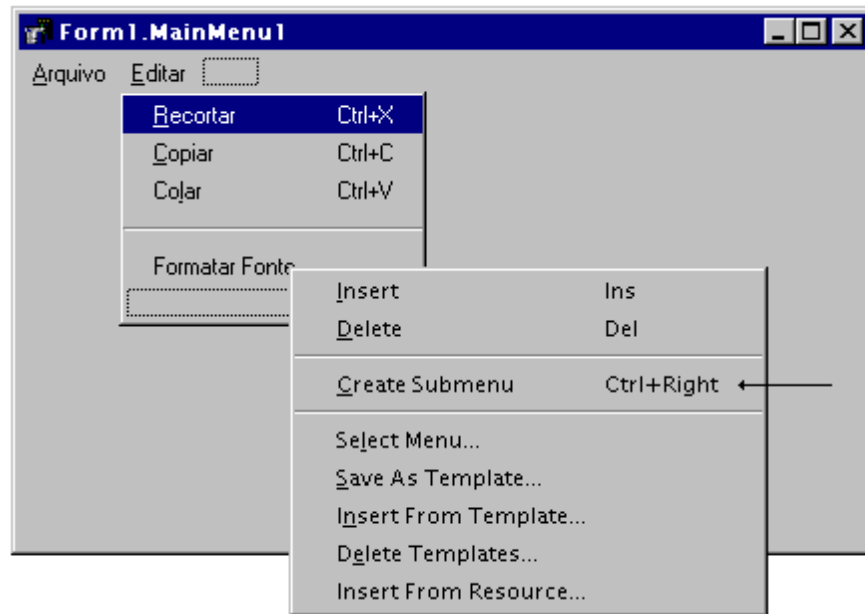 Form1.MainMenu1
Arquivo Editar
Recortar Ctrl+X
Copiar Ctrl+C
Colar Ctrl+V
Formatar Fonte
Insert Ins
Delete Del
Create Submenu Ctrl+Right
Select Menu...
Save As Template...
Insert From Template...
Delete Templates...
Insert From Resource...